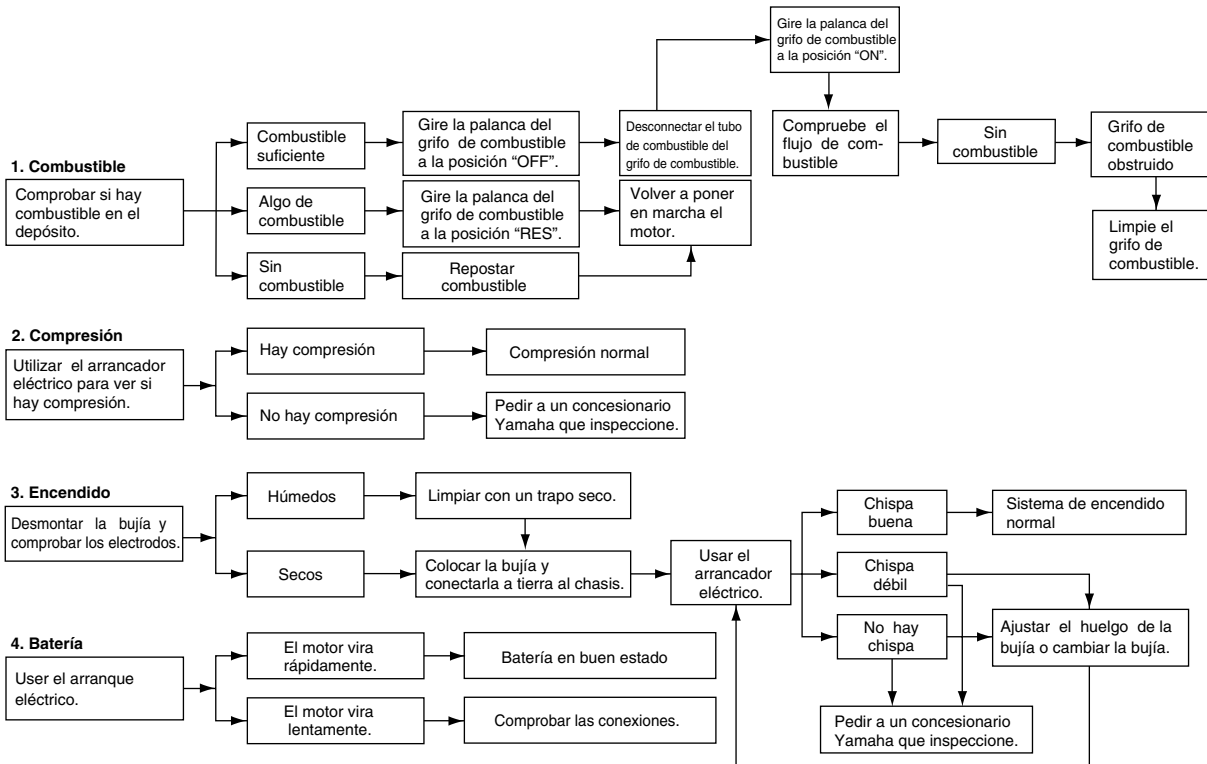 1. Combustible
Comprobar si hay
combustible en el
depósito.
Combustible
suficiente
Gire la palanca del
grifo de combustible
a la posición “OFF”.
Desconnectar el tubo
de combustible del
grifo de combustible.
Gire la palanca del
grifo de combustible
a la posición “ON”.
Compruebe el
flujo de com-
bustible
Sin
combustible
Grifo de
combustible
obstruido
Limpie el
grifo de
combustible.
Algo de
combustible
Gire la palanca del
grifo de combustible
a la posición “RES”.
Volver a poner
en marcha el
motor.
Sin
combustible
Repostar
combustible
2. Compresión
Utilizar el arrancador
eléctrico para ver si
hay compresión.
Hay compresión
Compresión normal
No hay compresión
Pedir a un concesionario
Yamaha que inspeccione.
3. Encendido
Desmontar la bujía y
comprobar los electrodos.
Húmedos
Limpiar con un trapo seco.
Secos
Colocar la bujía y
conectarla a tierra al chasis.
Usar el
arrancador
eléctrico.
Chispa
buena
Sistema de encendido
normal
Chispa
débil
No hay
chispa
Ajustar el huelgo de la
bujía o cambiar la bujía.
Pedir a un concesionario
Yamaha que inspeccione.
4. Batería
User el arranque
eléctrico.
El motor vira
rápidamente.
Batería en buen estado
El motor vira
lentamente.
Comprobar las conexiones.